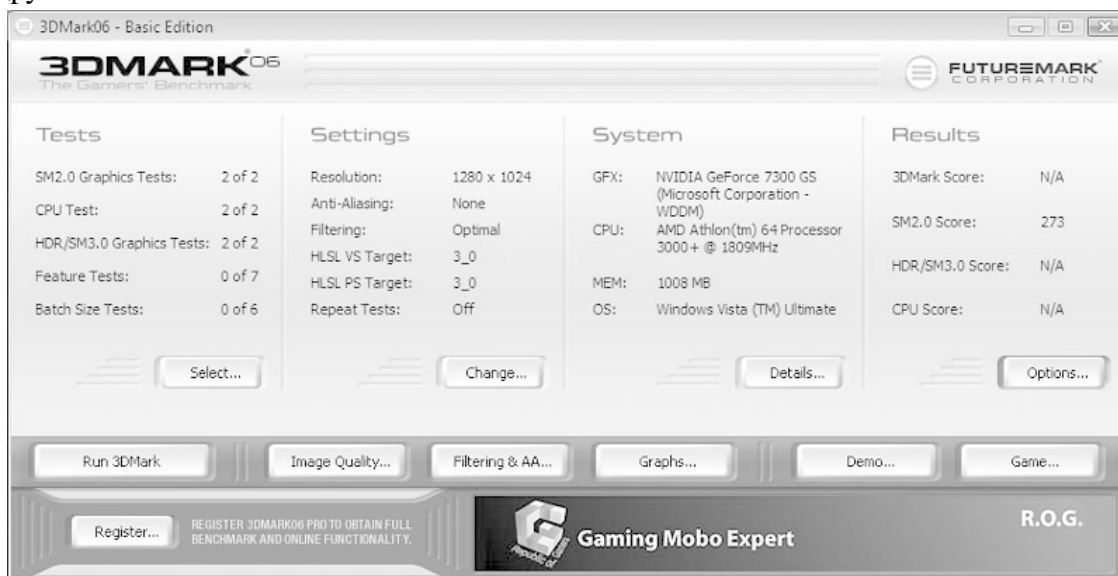 3DMark06 - Basic Edition
3DMARK 06
The Gamers' Benchmark
FUTUREMARK
CORPORATION
Tests
SM2.0 Graphics Tests: 2 of 2
CPU Test: 2 of 2
HDR/SM3.0 Graphics Tests: 2 of 2
Feature Tests: 0 of 7
Batch Size Tests: 0 of 6
Select...
Settings
Resolution: 1280 x 1024
Anti-Aliasing: None
Filtering: Optimal
HLSL VS Target: 3_0
HLSL PS Target: 3_0
Repeat Tests: Off
Change...
System
GFX: NVIDIA GeForce 7300 GS
(Microsoft Corporation -
WDDM)
CPU: AMD Athlon(tm) 64 Processor
3000+ @ 1809MHz
MEM: 1008 MB
OS: Windows Vista (TM) Ultimate
Details...
Results
3DMark Score: N/A
SM2.0 Score: 273
HDR/SM3.0 Score: N/A
CPU Score: N/A
Options...
Run 3DMark
Image Quality...
Filtering & AA...
Graphs...
Demo...
Game...
Register...
REGISTER 3DMARK06 PRO TO OBTAIN FULL
BENCHMARK AND ONLINE FUNCTIONALITY.
Republic of
Gaming Mobo Expert
R.O.G.